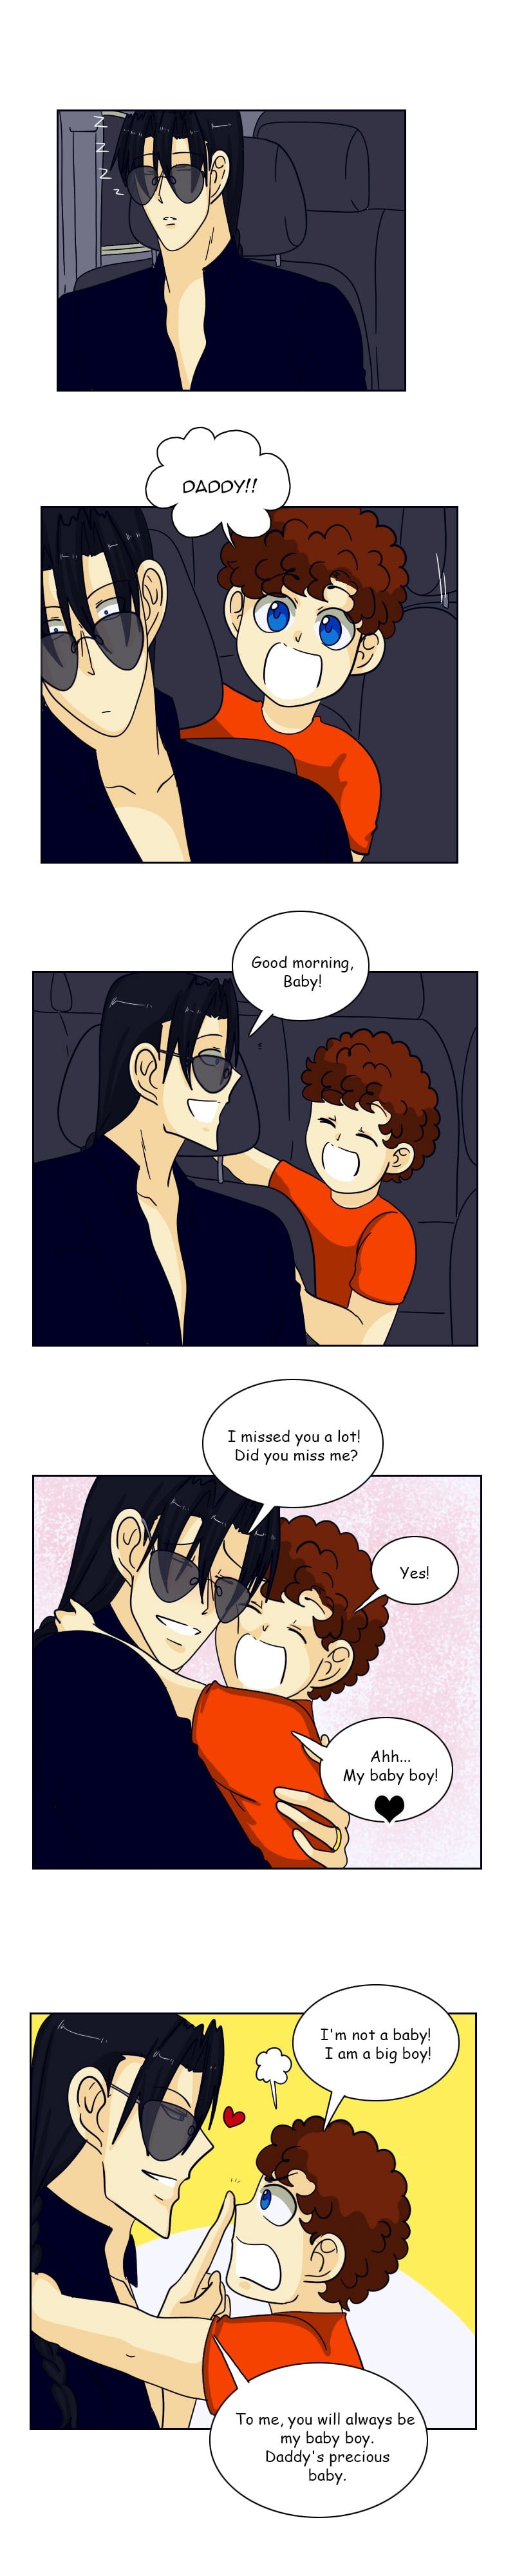 Z
Z
Z
Z
DADDY!!
Good morning,
Baby!
I missed you a lot!
Did you miss me?
Yes!
Ahh...
My baby boy!
I'm not a baby!
I am a big boy!
To me, you will always be
my baby boy.
Daddy's precious
baby.